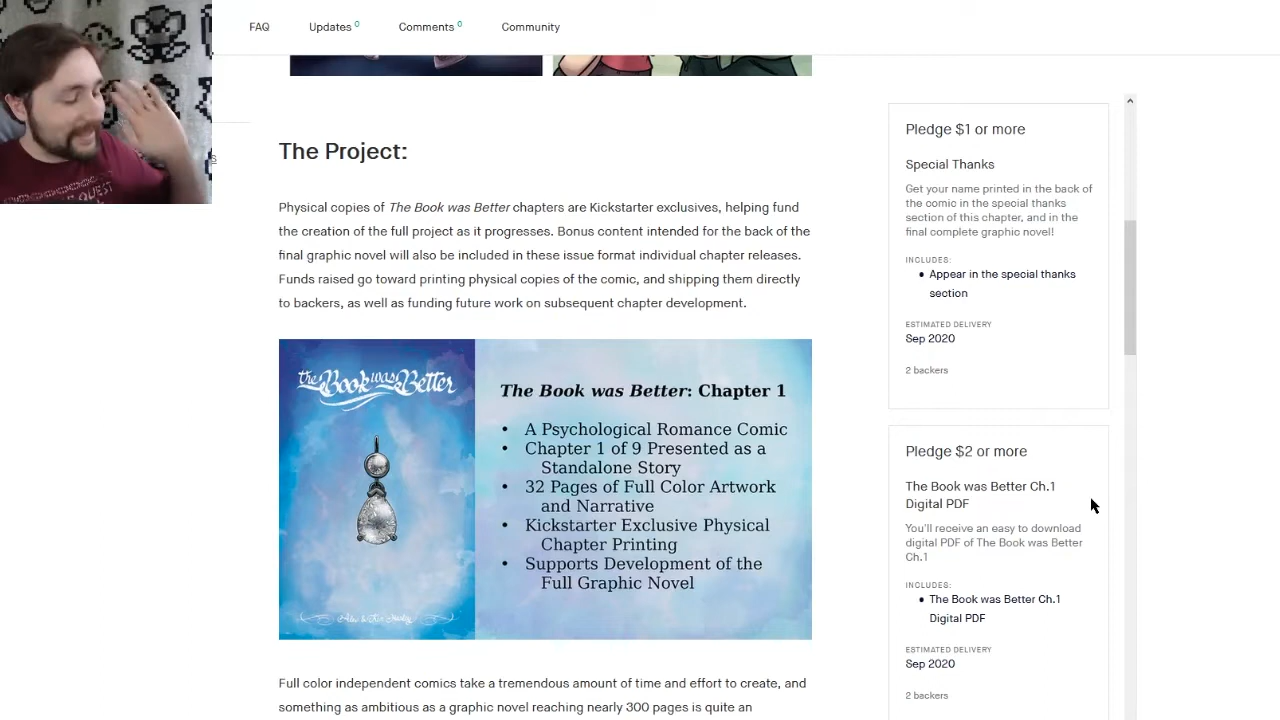 FAQ
Updates 0
Comments 0
Community
QUEST
s
The Project:
Physical copies of The Book was Better chapters are Kickstarter exclusives, helping fund
the creation of the full project as it progresses. Bonus content intended for the back of the
final graphic novel will also be included in these issue format individual chapter releases.
Funds raised go toward printing physical copies of the comic, and shipping them directly
to backers, as well as funding future work on subsequent chapter development.
the Book was Better
The Book was Better: Chapter 1
• A Psychological Romance Comic
• Chapter 1 of 9 Presented as a
Standalone Story
• 32 Pages of Full Color Artwork
and Narrative
• Kickstarter Exclusive Physical
Chapter Printing
• Supports Development of the
Full Graphic Novel
Full color independent comics take a tremendous amount of time and effort to create, and
something as ambitious as a graphic novel reaching nearly 300 pages is quite an
Pledge $1 or more
Special Thanks
Get your name printed in the back of
the comic in the special thanks
section of this chapter, and in the
final complete graphic novel!
INCLUDES:
• Appear in the special thanks
section
ESTIMATED DELIVERY
Sep 2020
2 backers
Pledge $2 or more
The Book was Better Ch.1
Digital PDF
You'll receive an easy to download
digital PDF of The Book was Better
Ch.1
INCLUDES:
• The Book was Better Ch.1
Digital PDF
ESTIMATED DELIVERY
Sep 2020
2 backers